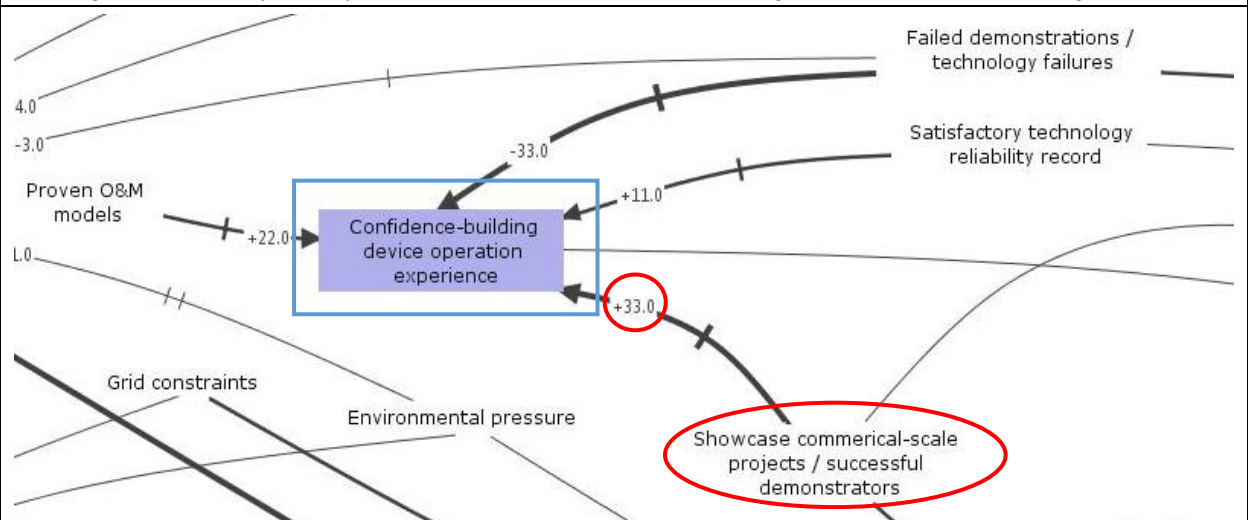 Failed demonstrations /
technology failures
4.0
-3.0
-33.0
Satisfactory technology
reliability record
+11.0
Proven O&M
models
+22.0
Confidence-building
device operation
experience
1.0
+33.0
Grid constraints
Environmental pressure
Showcase commerical-scale
projects / successful
demonstrators